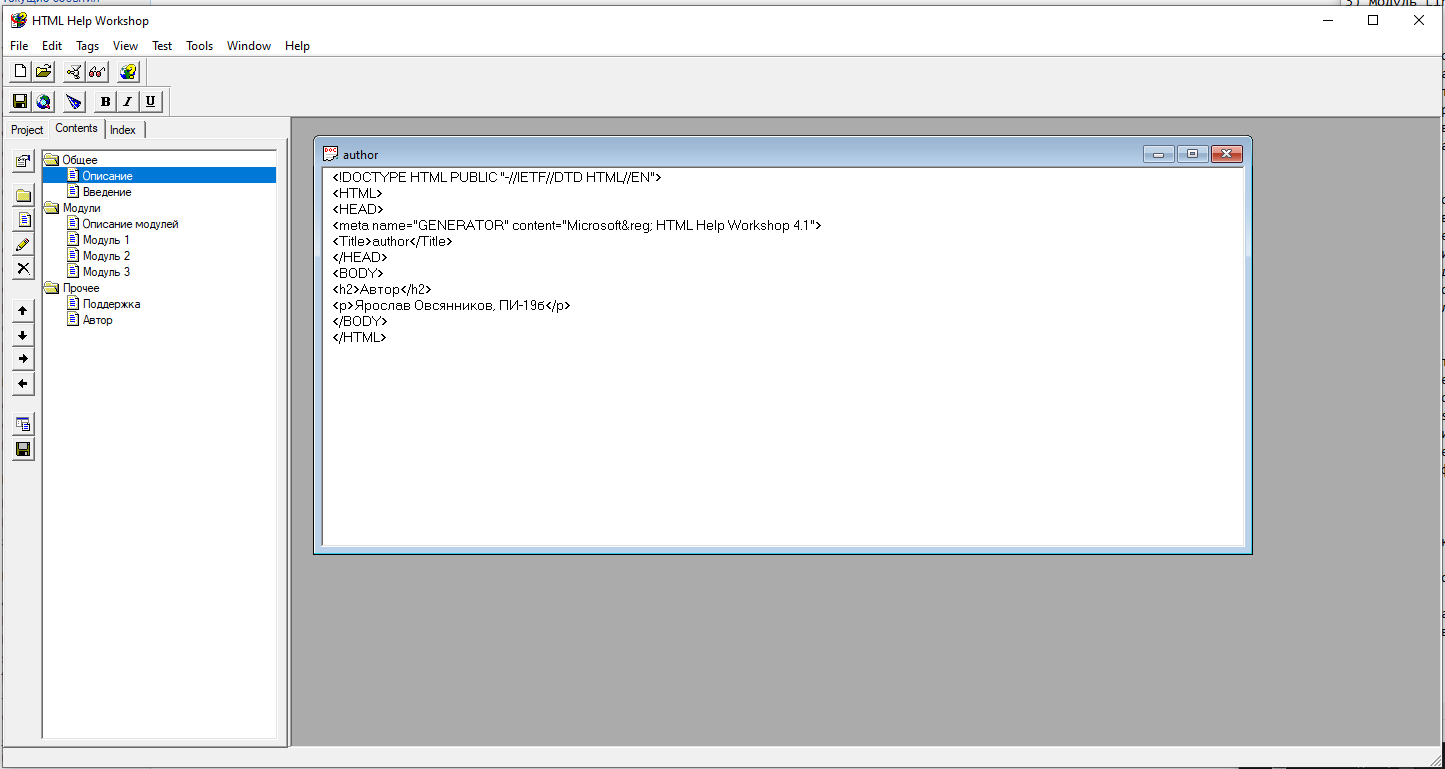 HTML Help Workshop
File Edit Tags View Test Tools Window Help
B I U
Project Contents Index
Общее
Описание
Введение
Модули
Описание модулей
Модуль 1
Модуль 2
Модуль 3
Прочее
Поддержка
Автор
author
<!DOCTYPE HTML PUBLIC "-//IETF//DTD HTML//EN">
<HTML>
<HEAD>
<meta name="GENERATOR" content="Microsoft&reg; HTML Help Workshop 4.1">
<Title>author</Title>
</HEAD>
<BODY>
<h2>Автор</h2>
<p>Ярослав Овсянников, ПИ-19б</p>
</BODY>
</HTML>